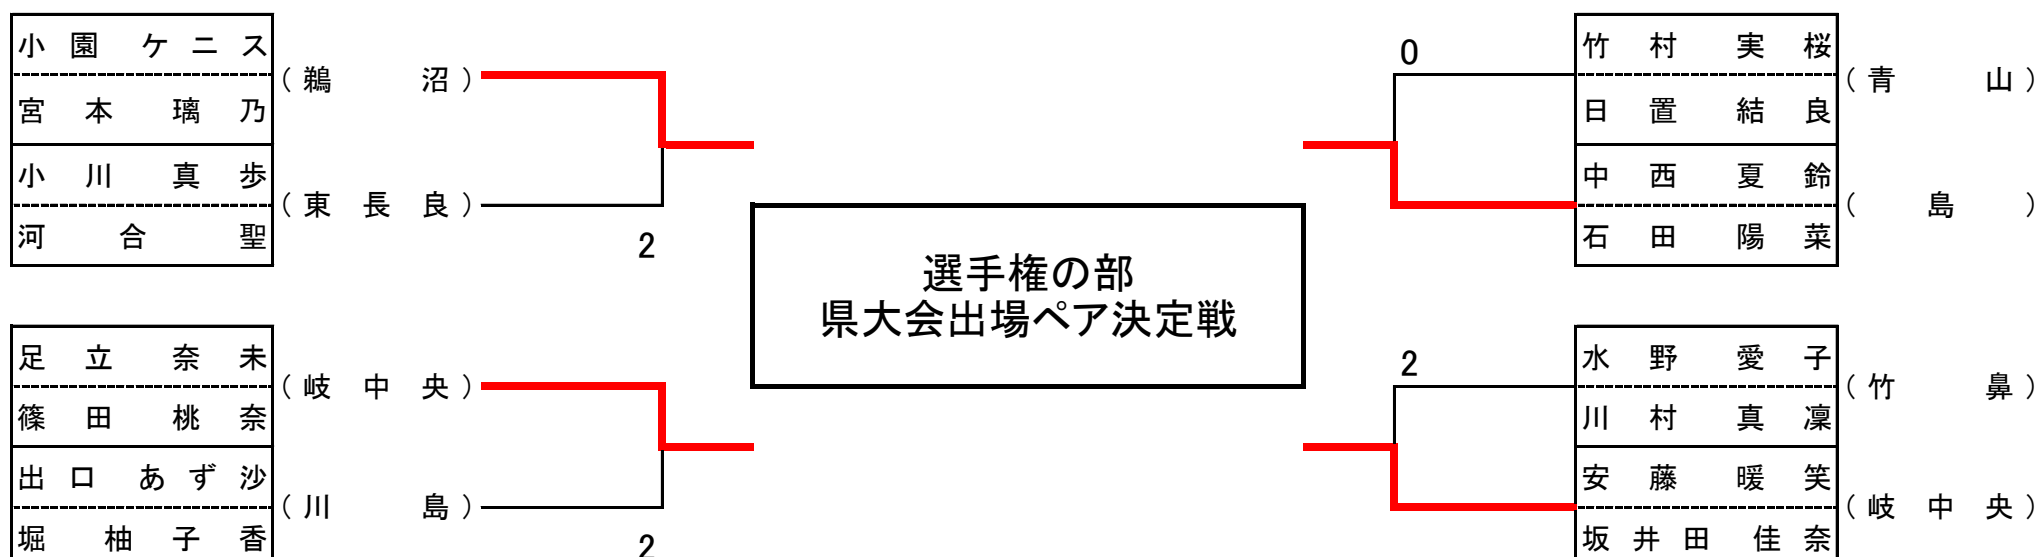 小園 ケニス
(鵜沼)
宮本 璃乃
小川 真歩
(東長良)
河合 聖
2
足立 奈未
(岐中央)
篠田 桃奈
出口 あず沙
(川島)
堀 柚子香
2
選手権の部
県大会出場ペア決定戦
0
竹村 実桜
(青山)
日置 結良
中西 夏鈴
(島)
石田 陽菜
2
水野 愛子
(竹鼻)
川村 真凜
安藤 暖笑
(岐中央)
坂井田 佳奈